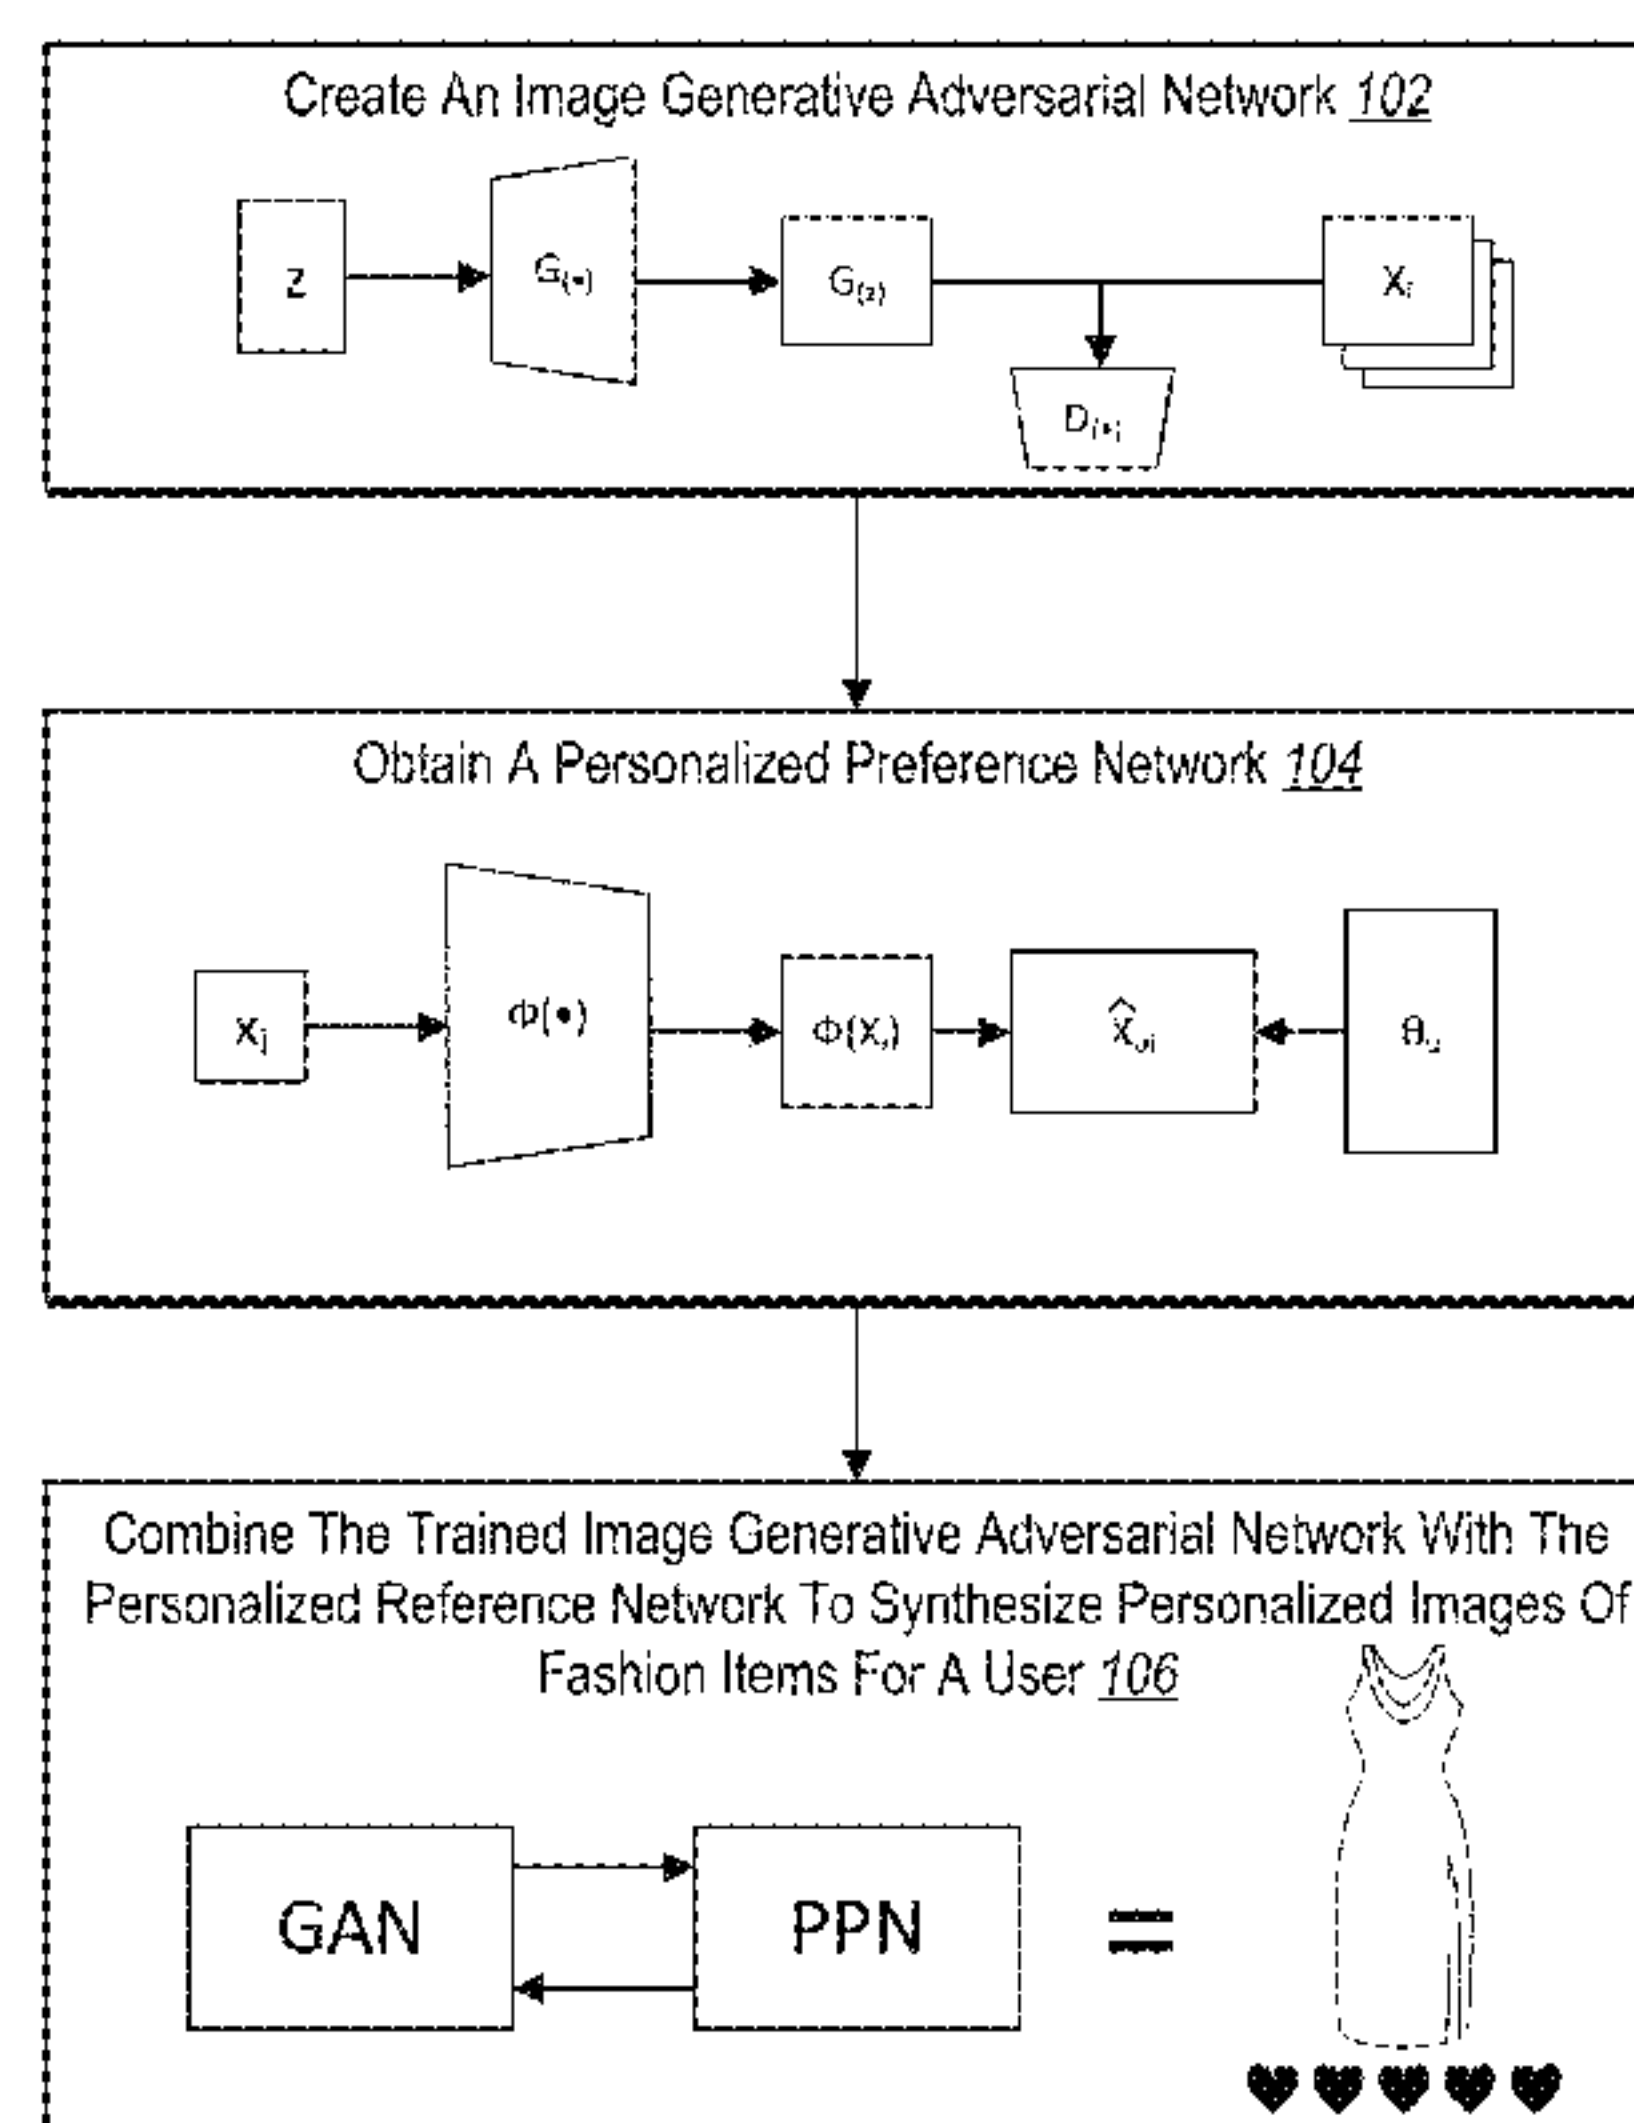 Create An Image Generative Adversarial Network 102
z
G(•)
G(z)
Xi
D(•)
Obtain A Personalized Preference Network 104
Xj
Φ(•)
Φ(X,)
x̂ui
θu
Combine The Trained Image Generative Adversarial Network With The
Personalized Reference Network To Synthesize Personalized Images Of
Fashion Items For A User 106
GAN
PPN
=